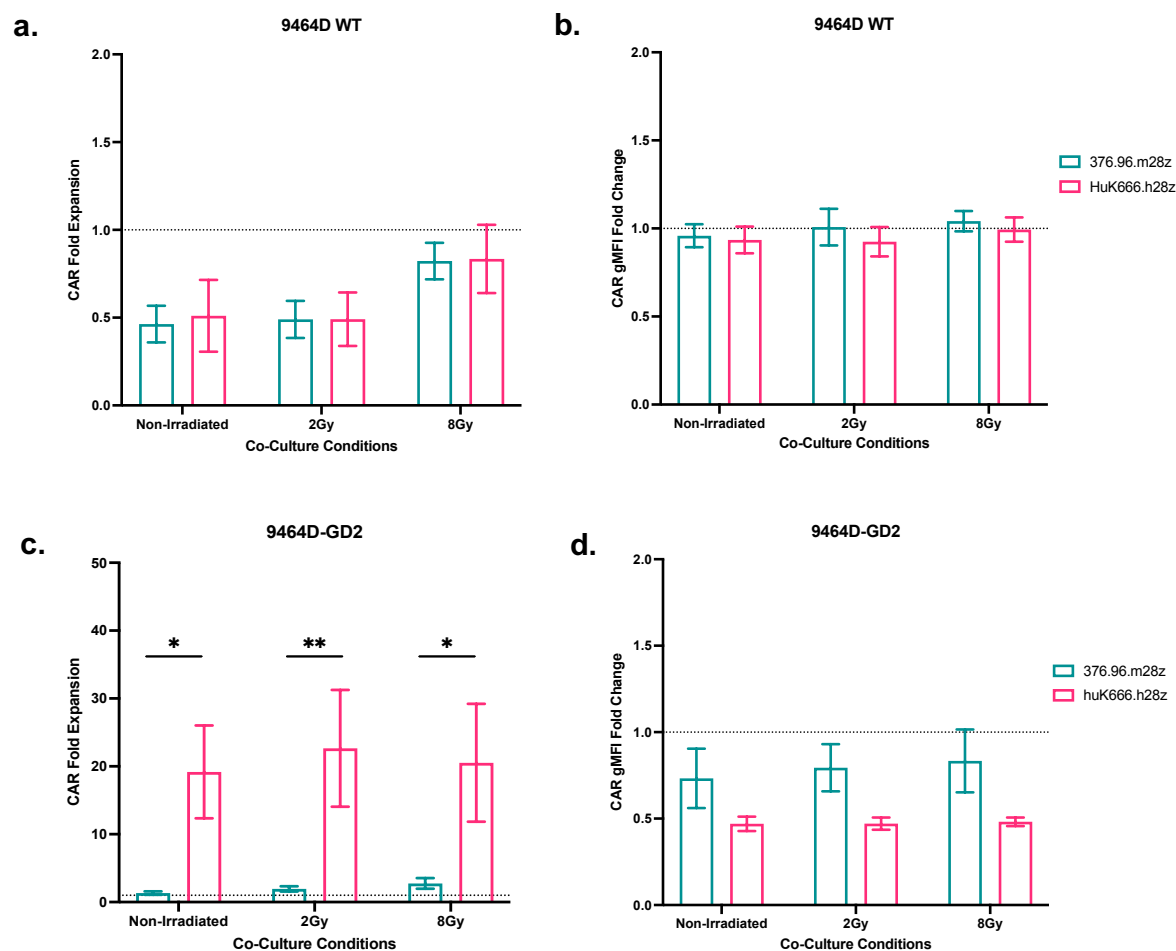 a.
9464D WT
CAR Fold Expansion
2.0
1.5
1.0
0.5
0.0
Non-Irradiated 2Gy 8Gy
Co-Culture Conditions
b.
9464D WT
CAR gMFI Fold Change
2.0
1.5
1.0
0.5
0.0
Non-Irradiated 2Gy 8Gy
Co-Culture Conditions
376.96.m28z
HuK666.h28z
c.
9464D-GD2
CAR Fold Expansion
50
40
30
20
10
0
* ** *
Non-Irradiated 2Gy 8Gy
Co-Culture Conditions
d.
9464D-GD2
CAR gMFI Fold Change
2.0
1.5
1.0
0.5
0.0
Non-Irradiated 2Gy 8Gy
Co-Culture Conditions
376.96.m28z
huK666.h28z